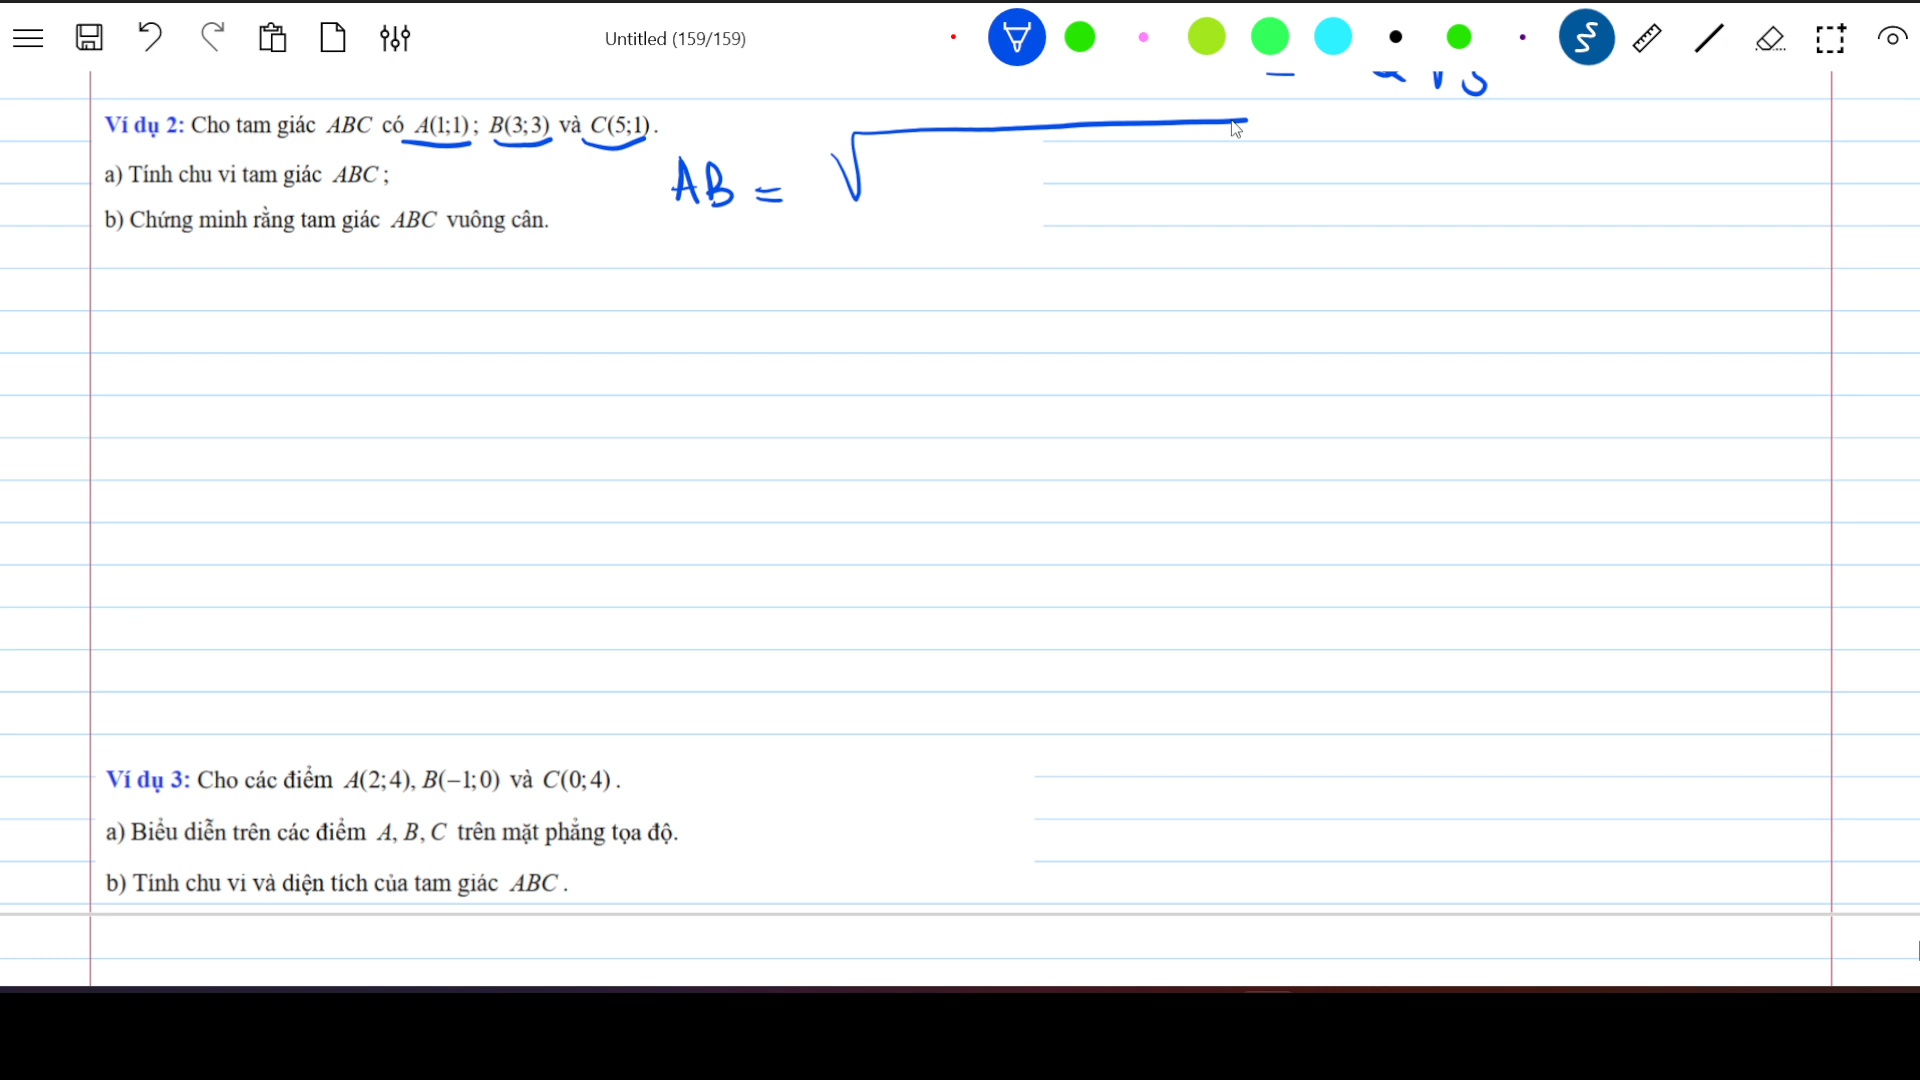 Untitled (159/159)
Ví dụ 2: Cho tam giác ABC có A(1;1); B(3;3) và C(5;1).
a) Tính chu vi tam giác ABC;
AB = √
b) Chứng minh rằng tam giác ABC vuông cân.
Ví dụ 3: Cho các điểm A(2;4), B(−1;0) và C(0;4).
a) Biểu diễn trên các điểm A, B, C trên mặt phẳng tọa độ.
b) Tính chu vi và diện tích của tam giác ABC.